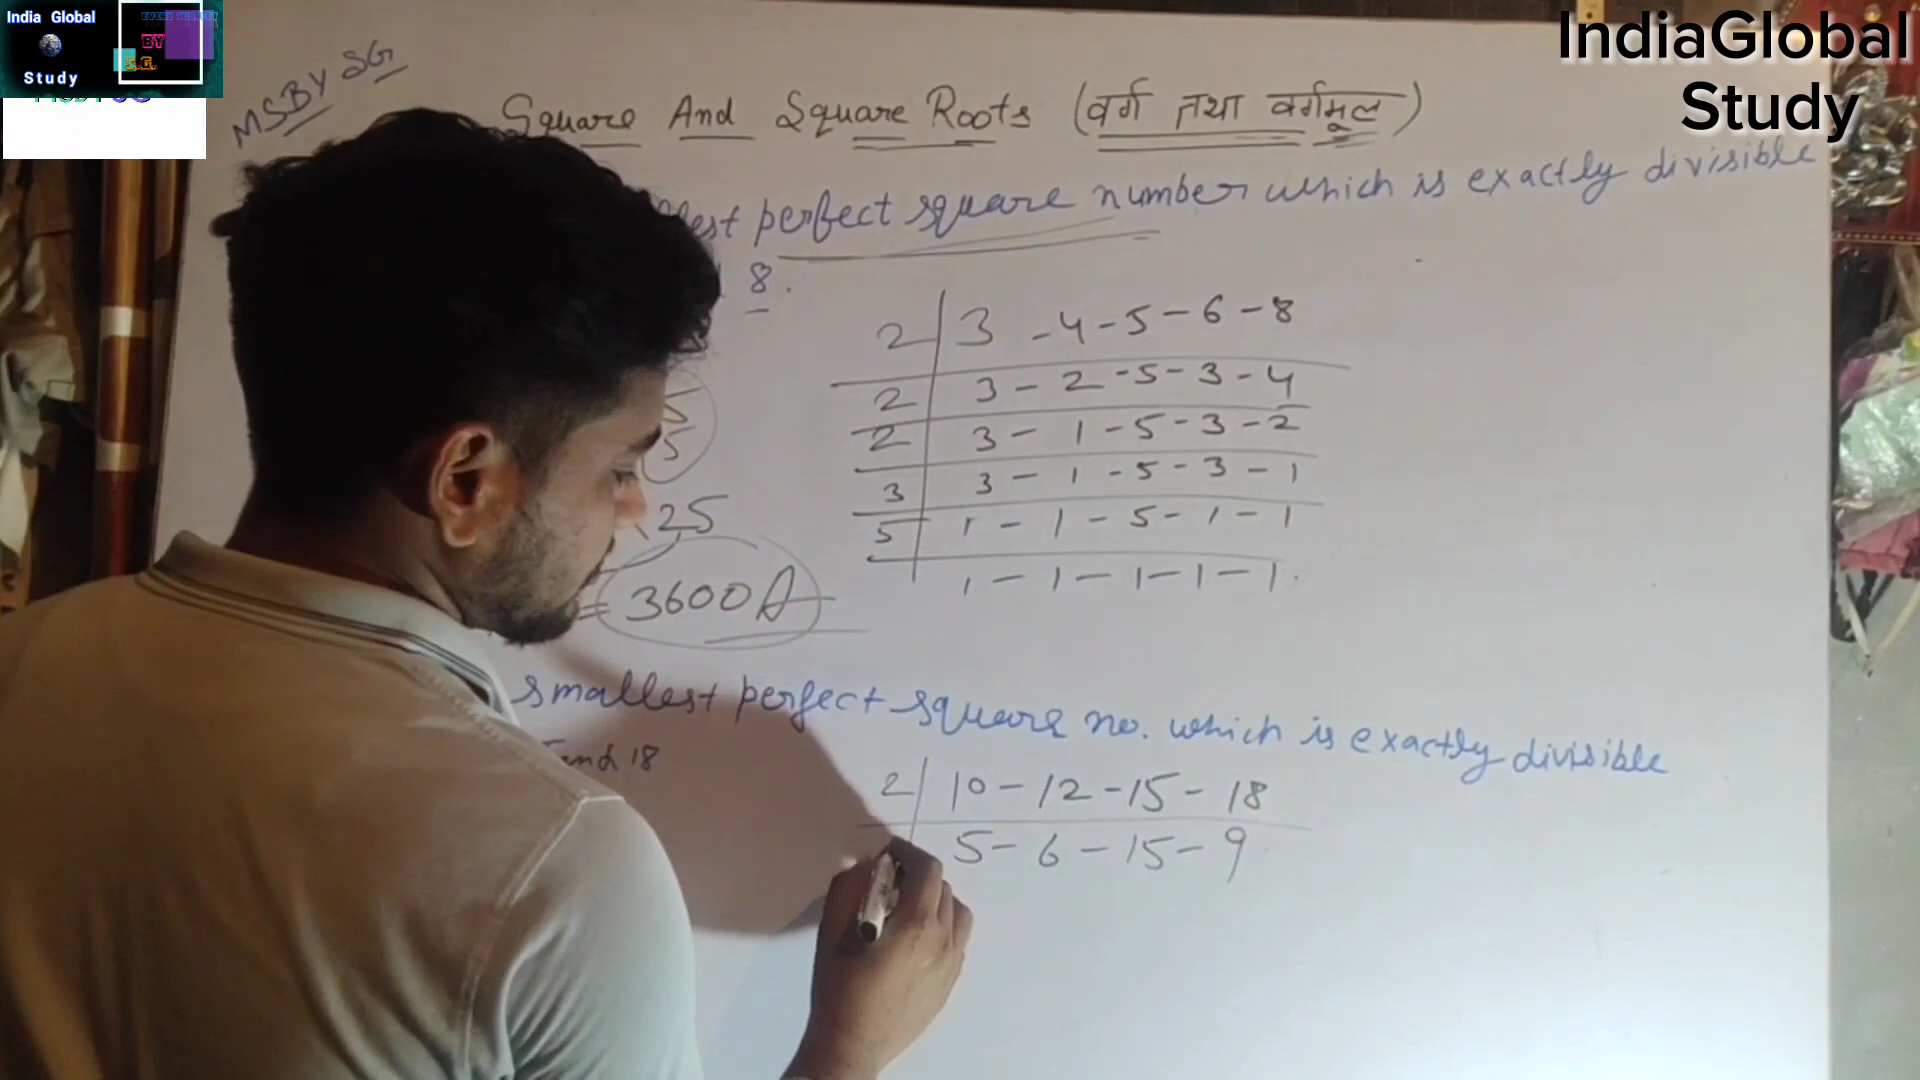 India Global
Study
BY
S.G.
IndiaGlobal
Study
MSBY SG
Square And Square Roots (वर्ग तथा वर्गमूल)
perfect square number which is exactly divisible
8.
2 | 3 - 4 - 5 - 6 - 8
2 | 3 - 2 - 5 - 3 - 4
2 | 3 - 1 - 5 - 3 - 2
3 | 3 - 1 - 5 - 3 - 1
5 | 1 - 1 - 5 - 1 - 1
1 - 1 - 1 - 1 - 1.
5
5
25
= 3600 A
smallest perfect square no. which is exactly divisible
and 18
2 | 10 - 12 - 15 - 18
5 - 6 - 15 - 9